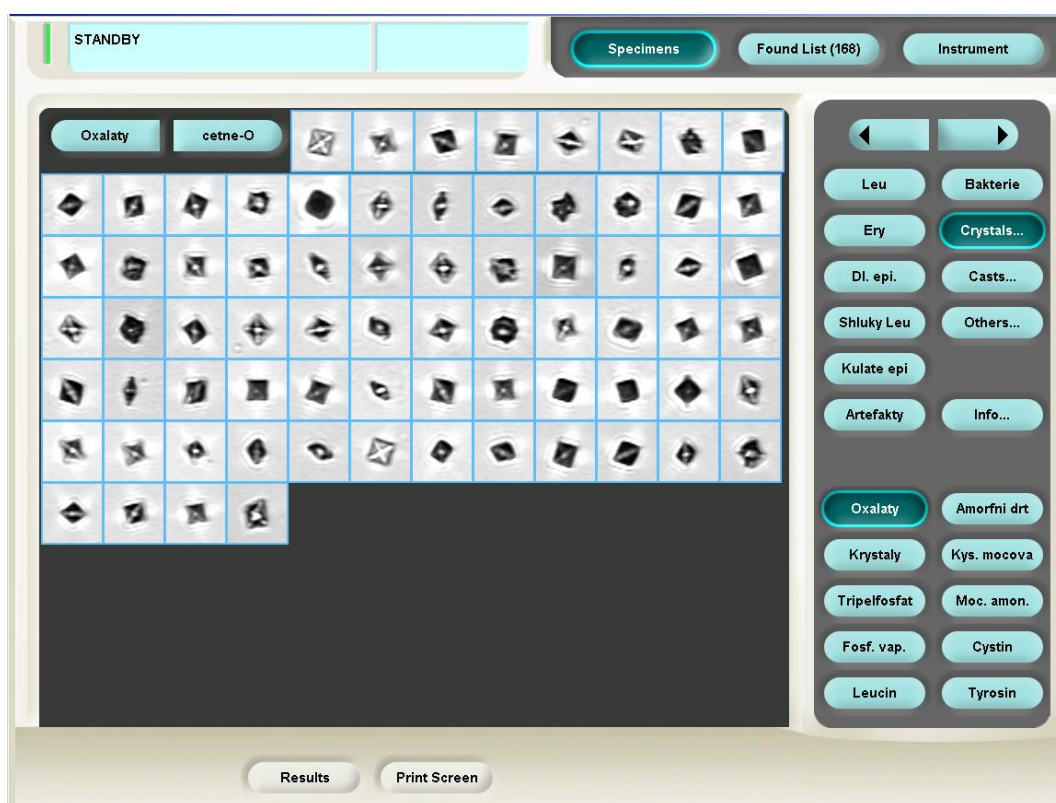 STANDBY
Specimens
Found List (168)
Instrument
Oxalaty
cetne-O
Leu
Bakterie
Ery
Crystals...
Dl. epi.
Casts...
Shluky Leu
Others...
Kulate epi
Artefakty
Info...
Oxalaty
Amorfni drt
Krystaly
Kys. mocova
Tripelfosfat
Moc. amon.
Fosf. vap.
Cystin
Leucin
Tyrosin
Results
Print Screen